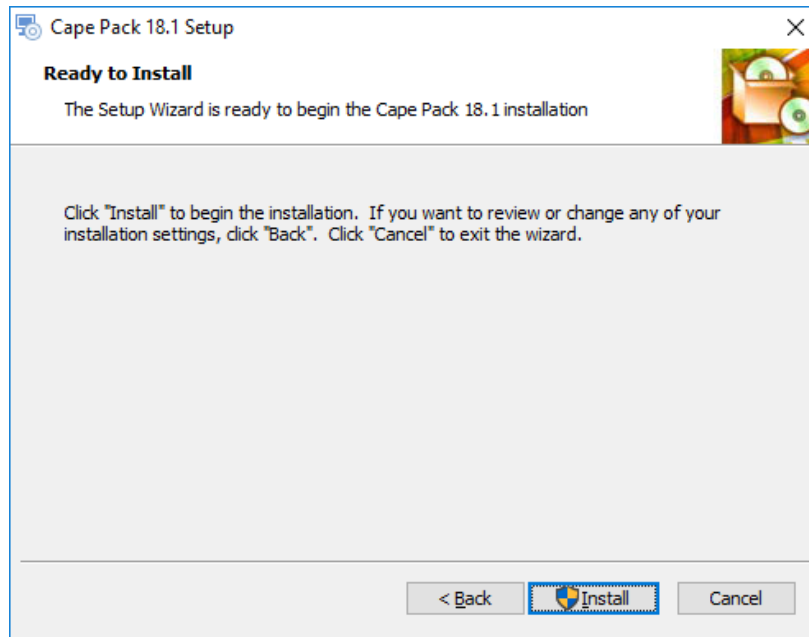 Cape Pack 18.1 Setup
Ready to Install
The Setup Wizard is ready to begin the Cape Pack 18.1 installation
Click "Install" to begin the installation.  If you want to review or change any of your
installation settings, click "Back".  Click "Cancel" to exit the wizard.
< Back Install Cancel